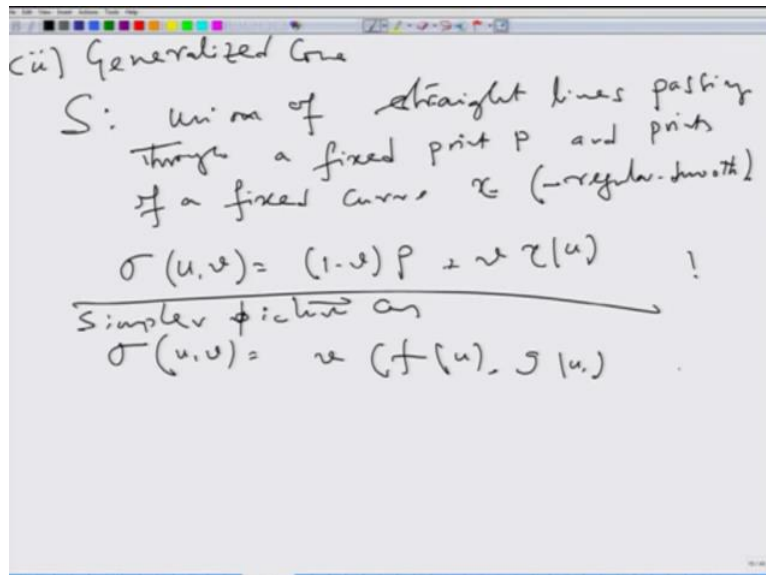 (ii) Generalized Cone
S: union of straight lines passing
through a fixed point p and points
of a fixed curve γ (-regular-smooth)
σ(u,v) = (1-v) p + v γ(u) !
Simpler picture as
σ(u,v) = v (f(u), g(u)